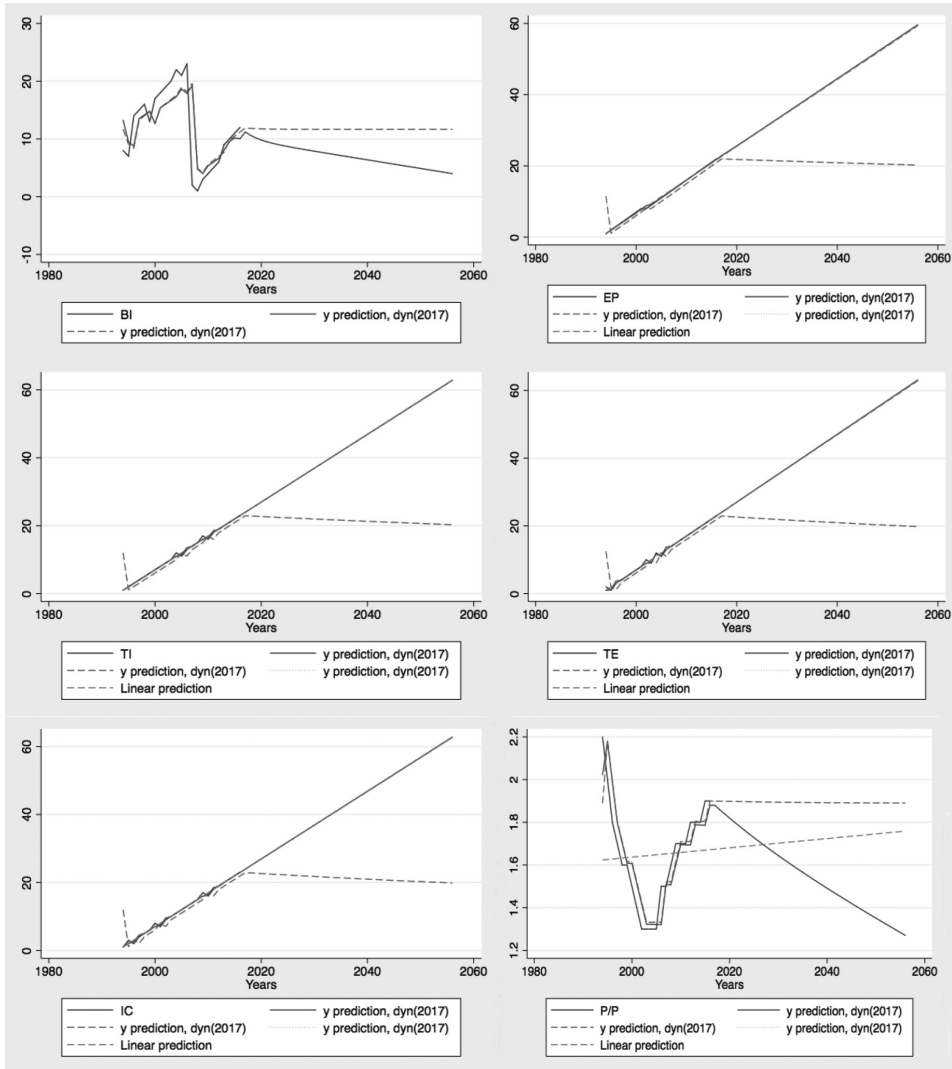 30
20
10
0
-10
1980 2000 2020 2040 2060
Years
BI y prediction, dyn(2017)
y prediction, dyn(2017)
60
40
20
0
1980 2000 2020 2040 2060
Years
EP y prediction, dyn(2017)
y prediction, dyn(2017) y prediction, dyn(2017)
Linear prediction
60
40
20
0
1980 2000 2020 2040 2060
Years
TI y prediction, dyn(2017)
y prediction, dyn(2017) y prediction, dyn(2017)
Linear prediction
60
40
20
0
1980 2000 2020 2040 2060
Years
TE y prediction, dyn(2017)
y prediction, dyn(2017) y prediction, dyn(2017)
Linear prediction
60
40
20
0
1980 2000 2020 2040 2060
Years
IC y prediction, dyn(2017)
y prediction, dyn(2017) y prediction, dyn(2017)
Linear prediction
2.2
2
1.8
1.6
1.4
1.2
1980 2000 2020 2040 2060
Years
P/P y prediction, dyn(2017)
y prediction, dyn(2017) y prediction, dyn(2017)
Linear prediction